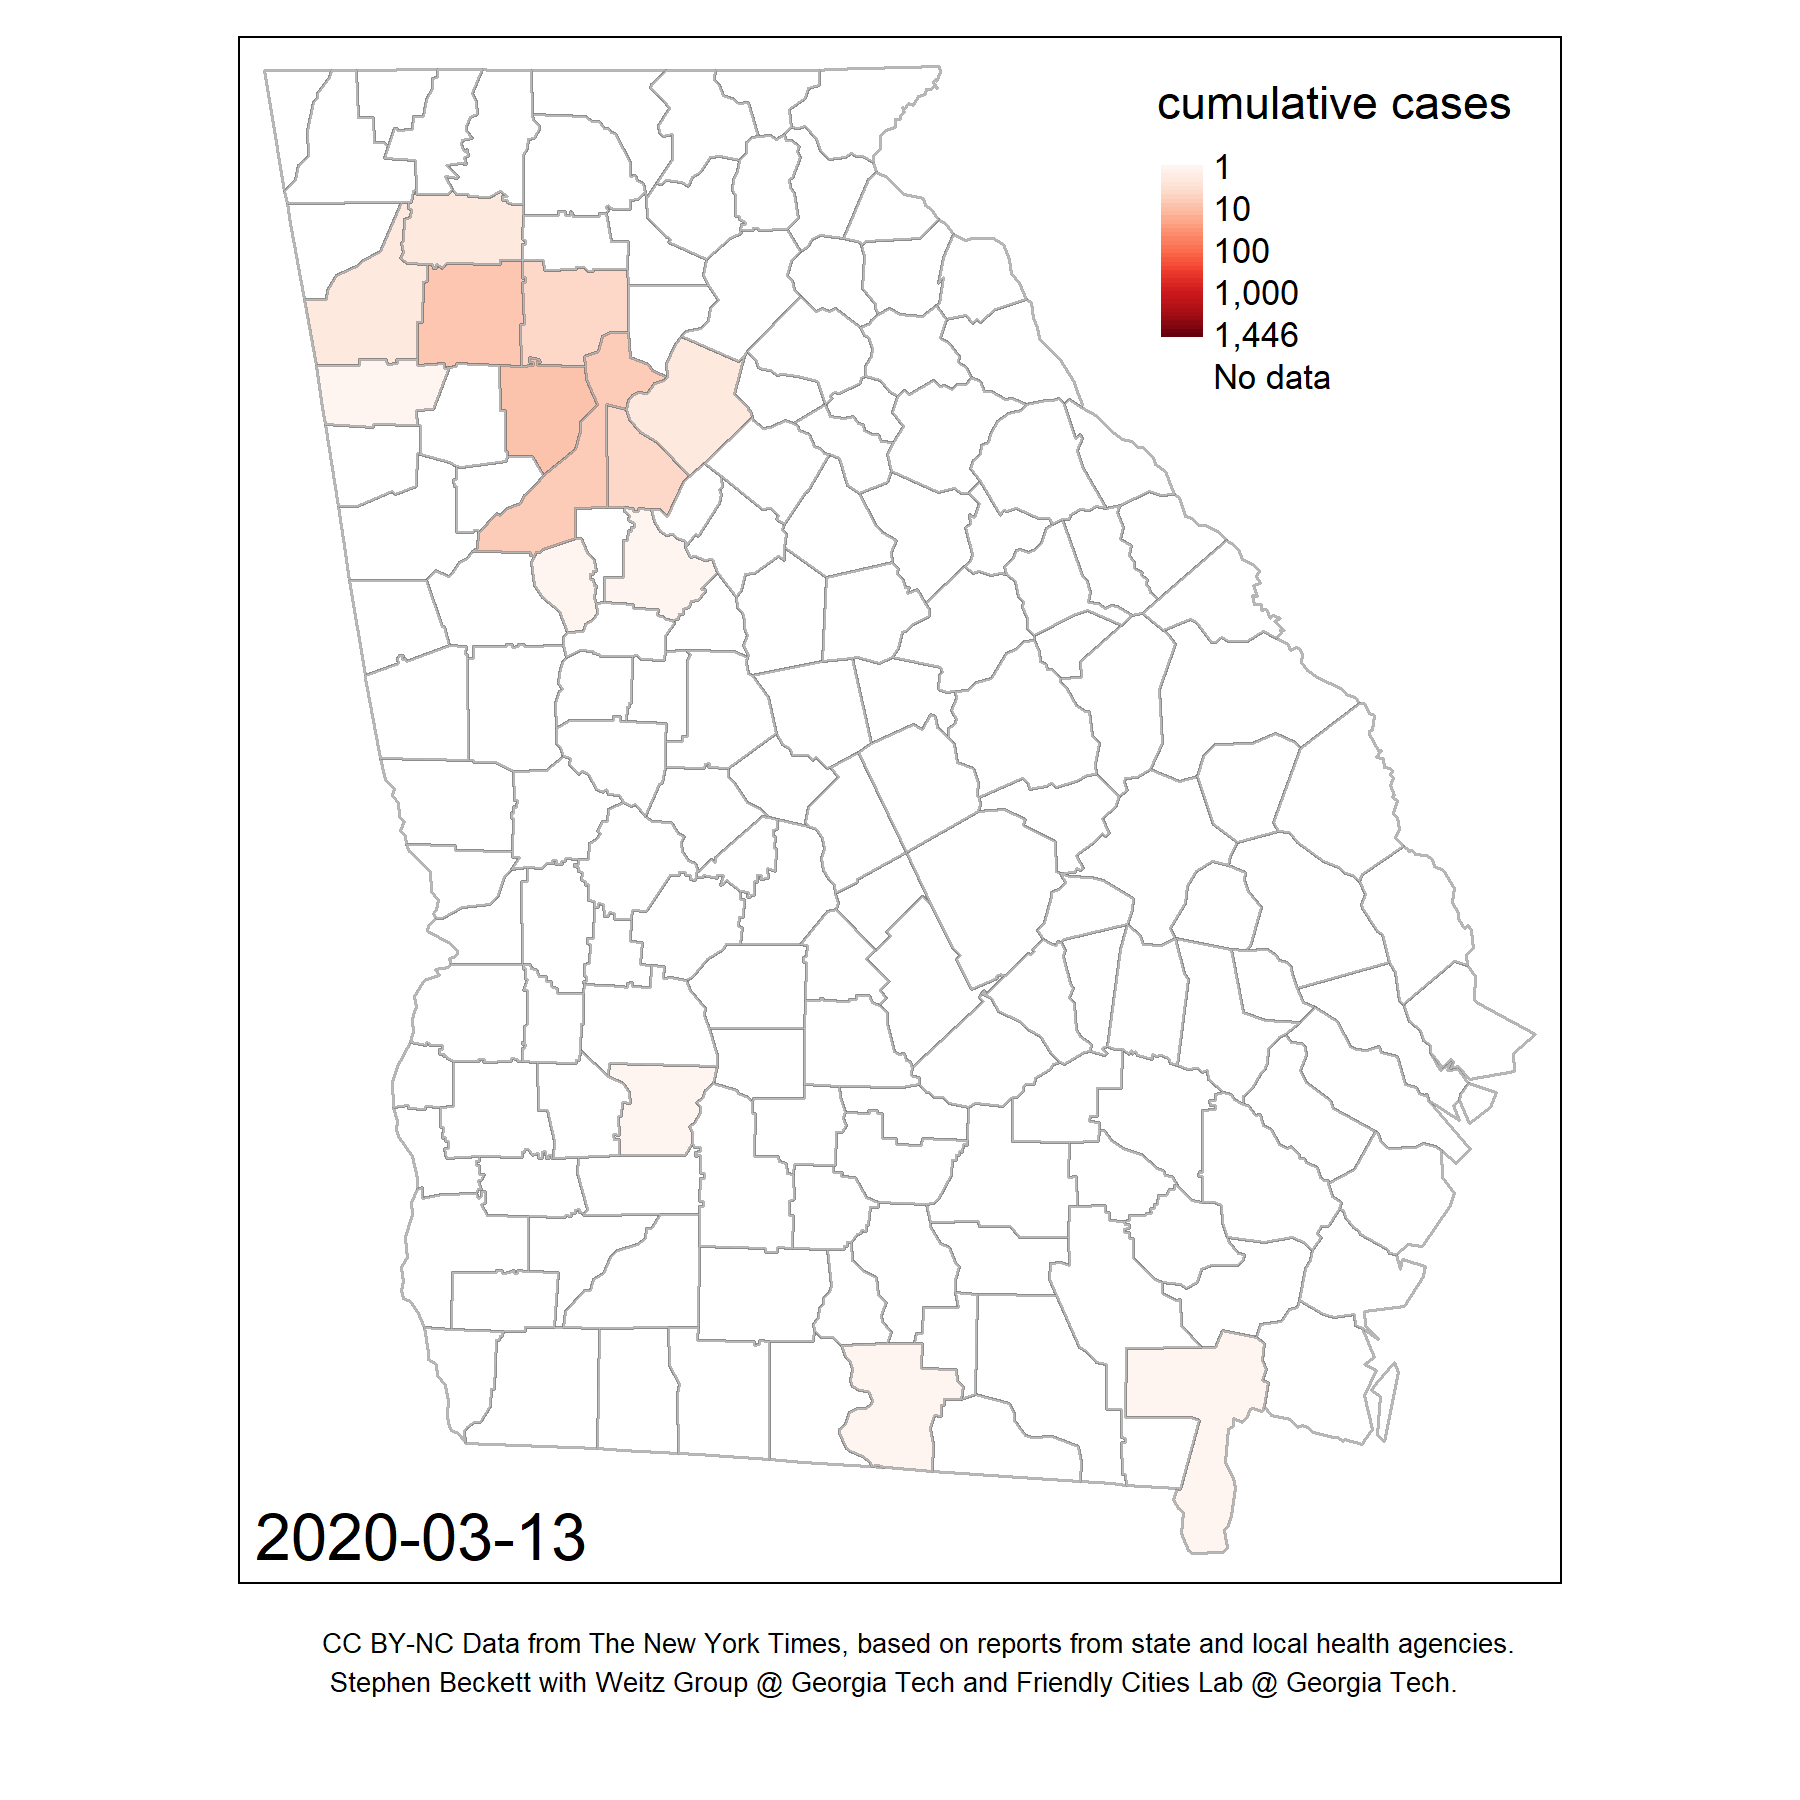 cumulative cases
1
10
100
1,000
1,446
No data
2020-03-13
CC BY-NC Data from The New York Times, based on reports from state and local health agencies.
Stephen Beckett with Weitz Group @ Georgia Tech and Friendly Cities Lab @ Georgia Tech.